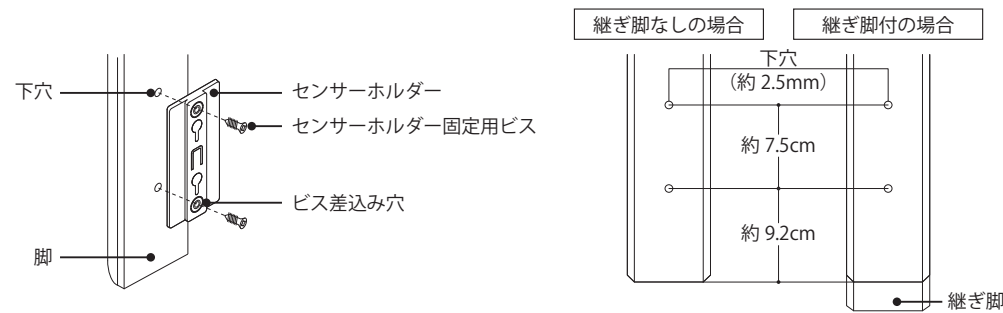 下穴
センサーホルダー
センサーホルダー固定用ビス
ビス差込み穴
脚
継ぎ脚なしの場合
継ぎ脚付の場合
下穴
（約 2.5mm）
約 7.5cm
約 9.2cm
継ぎ脚